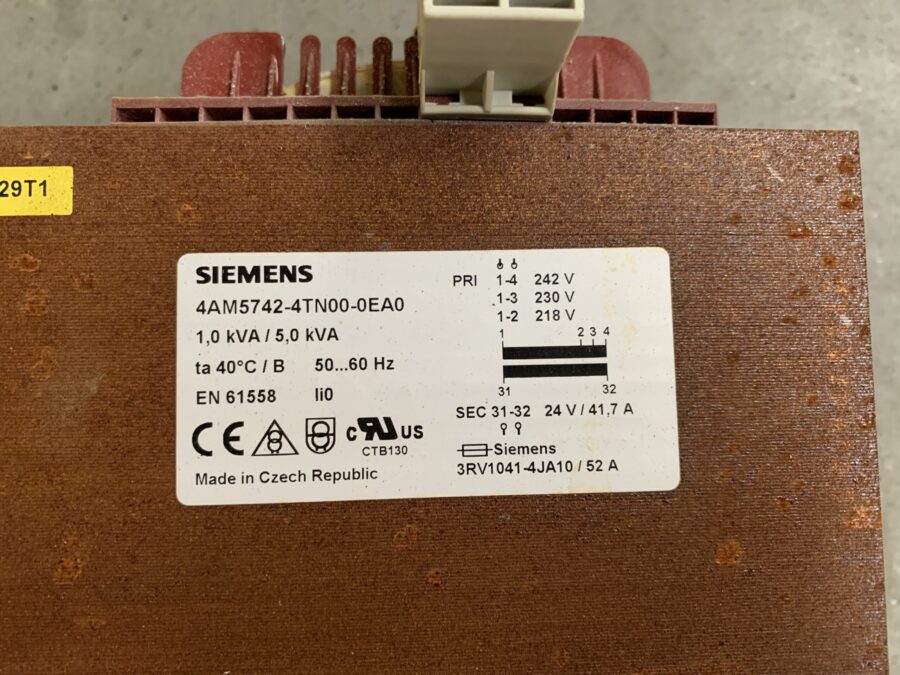 29T1
SIEMENS
4AM5742-4TN00-0EA0
1,0 kVA / 5,0 kVA
ta 40°C / B 50...60 Hz
EN 61558 Ii0
CE c RU US
CTB130
Made in Czech Republic
PRI 1-4 242 V
1-3 230 V
1-2 218 V
1 2 3 4
31 32
SEC 31-32 24 V / 41,7 A
Siemens
3RV1041-4JA10 / 52 A